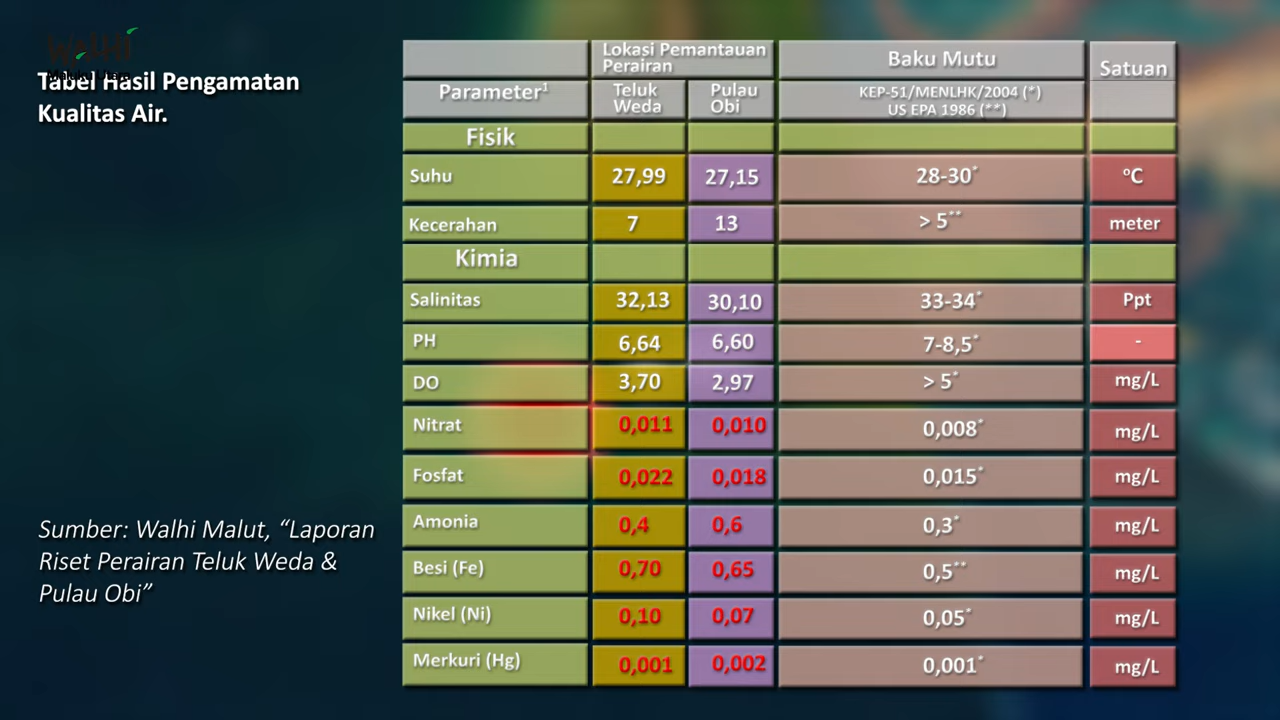 Walhi
Tabel Hasil Pengamatan
Kualitas Air.
Lokasi Pemantauan
Perairan
Baku Mutu
Satuan
Parameter¹
Teluk
Weda
Pulau
Obi
KEP-51/MENLHK/2004 (*)
US EPA 1986 (**)
Fisik
Suhu 27,99 27,15 28-30* °C
Kecerahan 7 13 > 5** meter
Kimia
Salinitas 32,13 30,10 33-34* Ppt
PH 6,64 6,60 7-8,5* -
DO 3,70 2,97 > 5* mg/L
Nitrat 0,011 0,010 0,008* mg/L
Fosfat 0,022 0,018 0,015* mg/L
Amonia 0,4 0,6 0,3* mg/L
Besi (Fe) 0,70 0,65 0,5** mg/L
Nikel (Ni) 0,10 0,07 0,05* mg/L
Merkuri (Hg) 0,001 0,002 0,001* mg/L
Sumber: Walhi Malut, “Laporan
Riset Perairan Teluk Weda &
Pulau Obi”